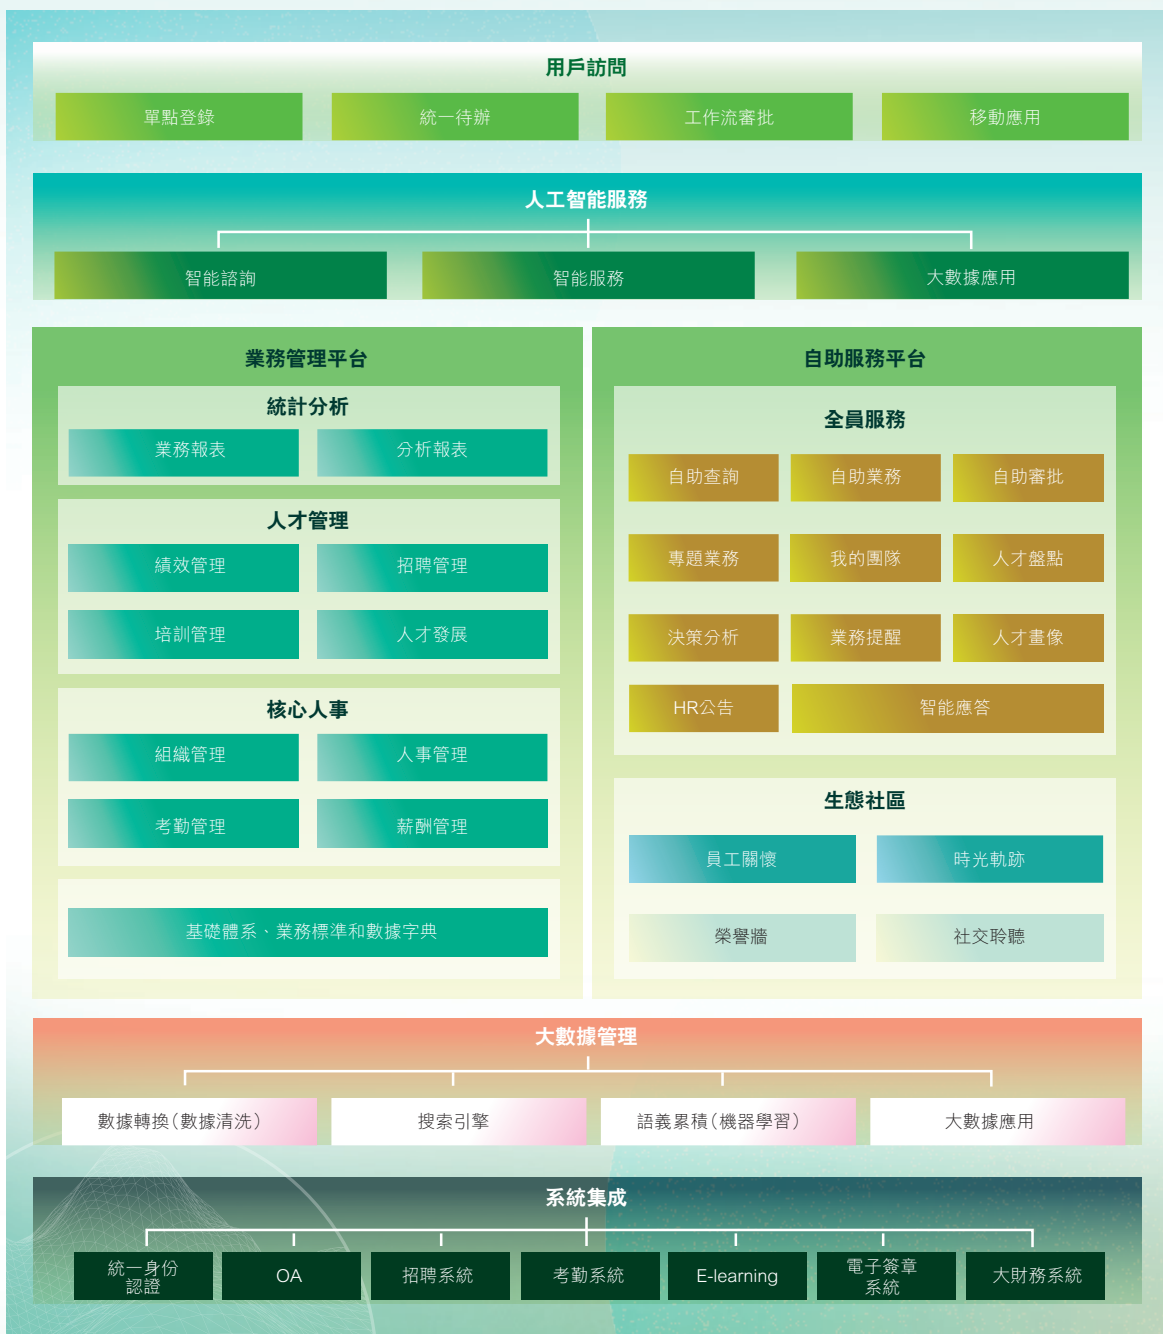 用戶訪問
單點登錄
統一待辦
工作流審批
移動應用
人工智能服務
智能諮詢
智能服務
大數據應用
業務管理平台
統計分析
業務報表
分析報表
人才管理
績效管理
招聘管理
培訓管理
人才發展
核心人事
組織管理
人事管理
考勤管理
薪酬管理
基礎體系、業務標準和數據字典
自助服務平台
全員服務
自助查詢
自助業務
自助審批
專題業務
我的團隊
人才盤點
決策分析
業務提醒
人才畫像
HR公告
智能應答
生態社區
員工關懷
時光軌跡
榮譽牆
社交聆聽
大數據管理
數據轉換(數據清洗)
搜索引擎
語義累積(機器學習)
大數據應用
系統集成
統一身份
認證
OA
招聘系統
考勤系統
E-learning
電子簽章
系統
大財務系統